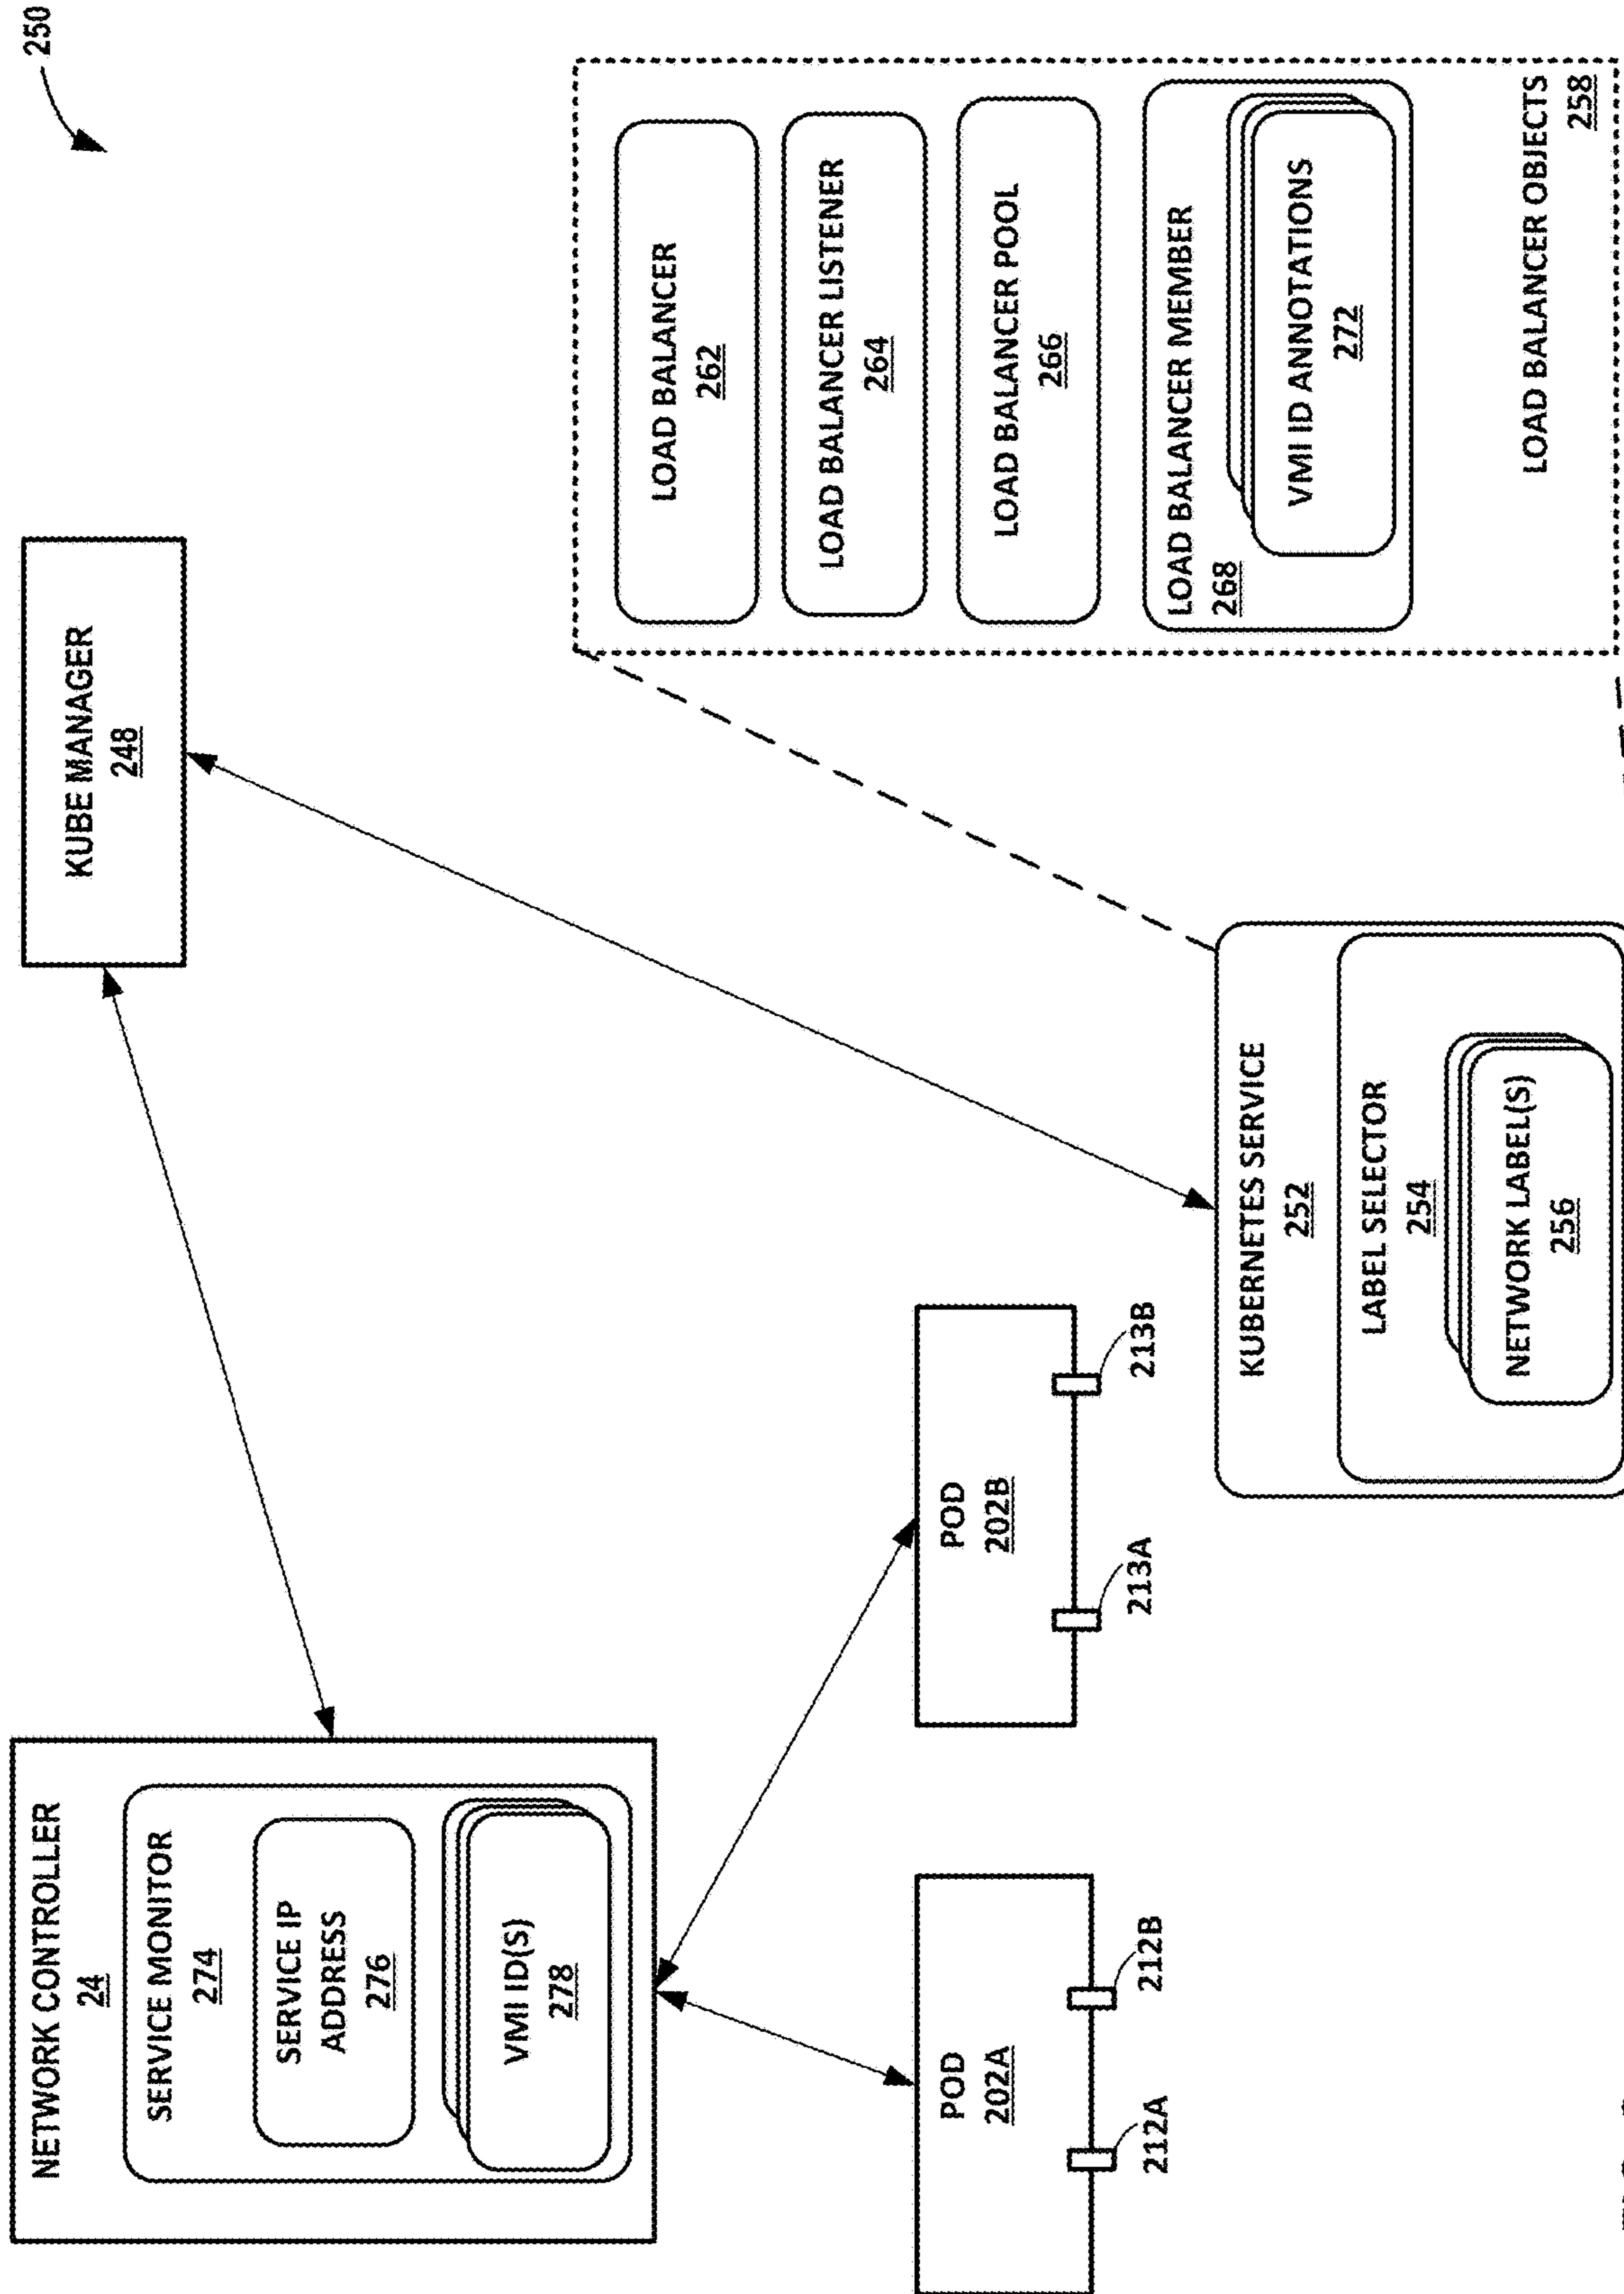 250
NETWORK CONTROLLER
24
SERVICE MONITOR
274
SERVICE IP
ADDRESS
276
VMI ID(S)
278
KUBE MANAGER
248
POD
202A
212A
212B
POD
202B
213A
213B
KUBERNETES SERVICE
252
LABEL SELECTOR
254
NETWORK LABEL(S)
256
LOAD BALANCER
262
LOAD BALANCER LISTENER
264
LOAD BALANCER POOL
266
LOAD BALANCER MEMBER
268
VMI ID ANNOTATIONS
272
LOAD BALANCER OBJECTS
258